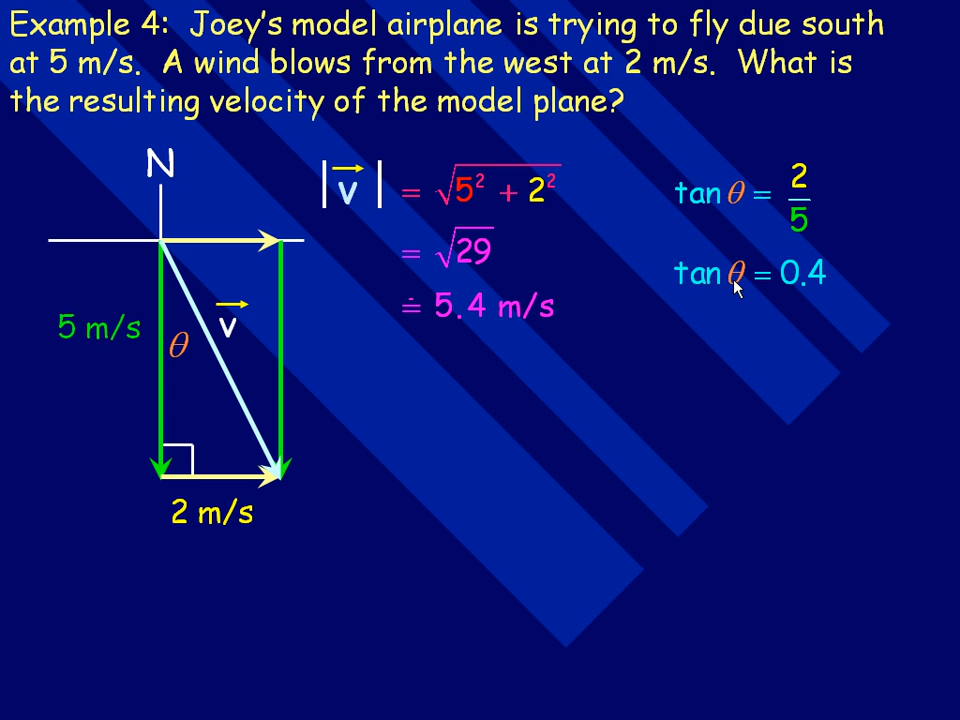 Example 4:  Joey's model airplane is trying to fly due south
at 5 m/s.  A wind blows from the west at 2 m/s.  What is
the resulting velocity of the model plane?
N
|v| = √5² + 2²
= √29
≐ 5.4 m/s
tan θ = 2/5
tan θ = 0.4
5 m/s
θ
v
2 m/s